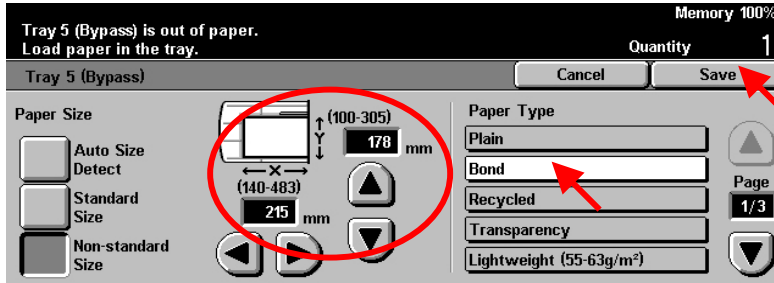 Memory 100%
Tray 5 (Bypass) is out of paper.
Load paper in the tray.
Quantity 1
Tray 5 (Bypass)
Cancel
Save
Paper Size
Auto Size
Detect
Standard
Size
Non-standard
Size
(100-305)
Y
178 mm
X
(140-483)
215 mm
Paper Type
Plain
Bond
Recycled
Transparency
Lightweight (55-63g/m²)
Page
1/3